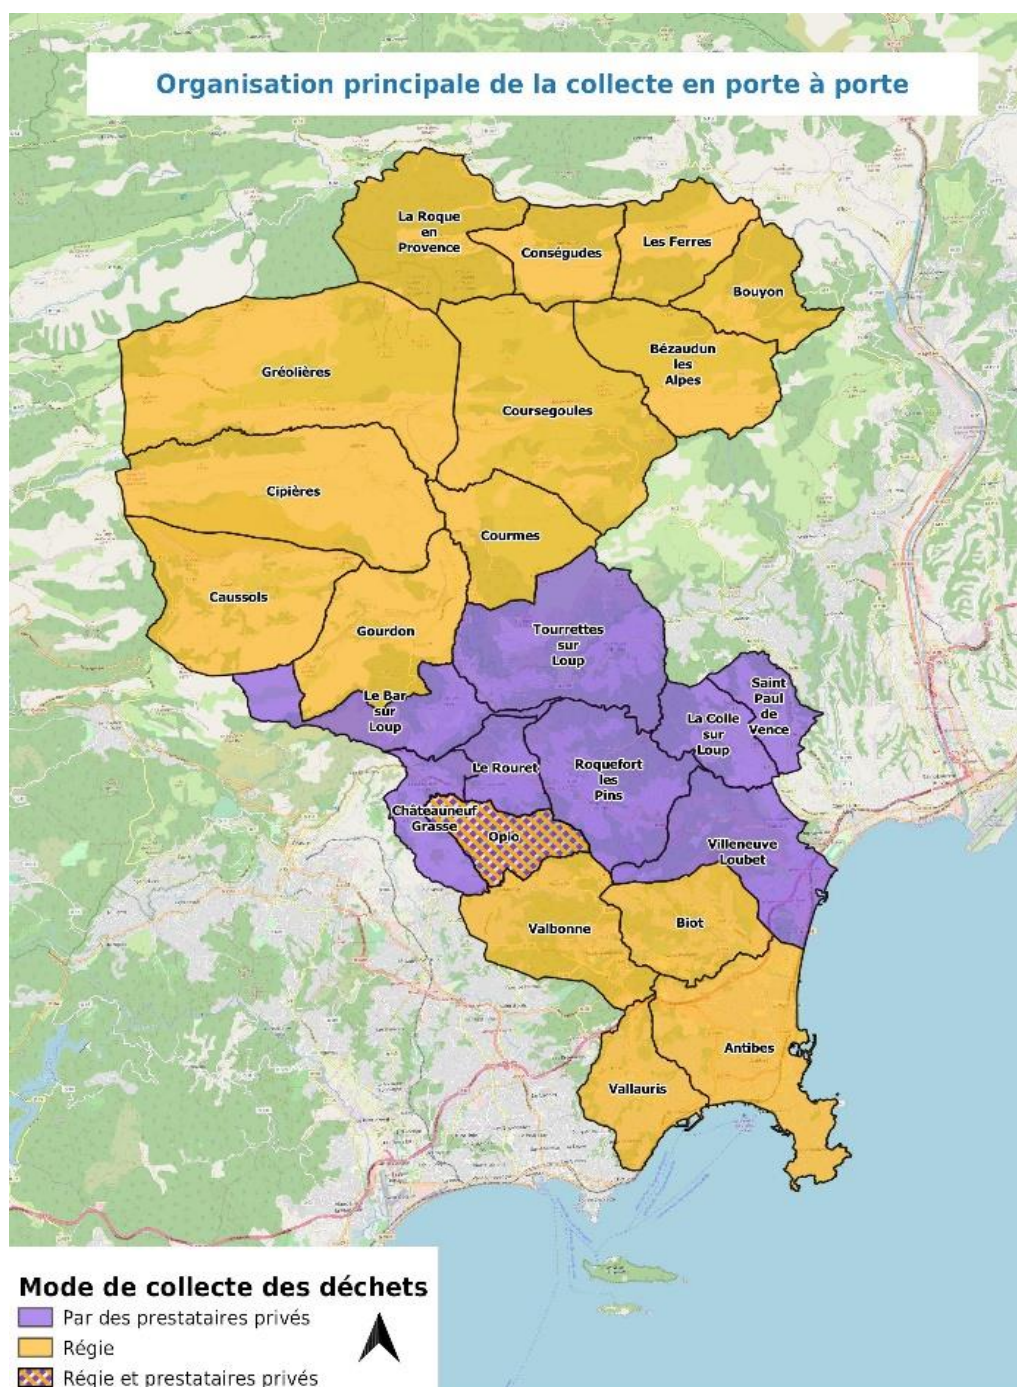 Organisation principale de la collecte en porte à porte
La Roque
en
Provence
Conségudes
Les Ferres
Bouyon
Bézaudun
les
Alpes
Gréolières
Coursegoules
Cipières
Courmes
Caussols
Gourdon
Tourrettes
sur
Loup
Le Bar
sur
Loup
Saint
Paul
de
Vence
La Colle
sur
Loup
Le Rouret
Roquefort
les
Pins
Châteauneuf
Grasse
Opio
Villeneuve
Loubet
Valbonne
Biot
Antibes
Vallauris
Mode de collecte des déchets
Par des prestataires privés
Régie
Régie et prestataires privés